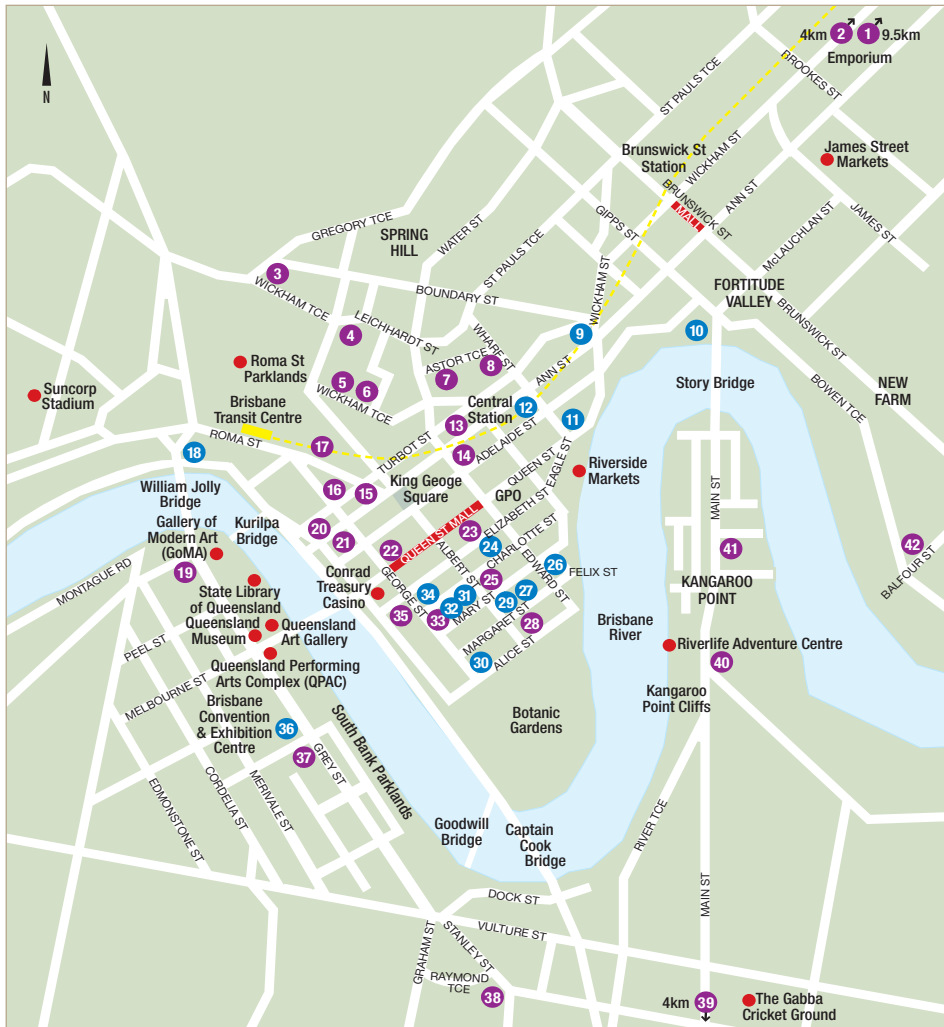 4km 2 1 9.5km
Emporium
N
BROOKES ST
ST PAULS TCE
Brunswick St
Station
WICKHAM ST
James Street
Markets
BRUNSWICK ST
MALL
ANN ST
GIPPS ST
McLAUCHLAN ST
JAMES ST
GREGORY TCE
WATER ST
SPRING
HILL
ST PAULS TCE
3
WICKHAM TCE
BOUNDARY ST
WICKHAM ST
FORTITUDE
VALLEY
4
LEICHHARDT ST
WHARF ST
9
10
BRUNSWICK ST
Roma St
Parklands
ASTOR TCE
8
7
ANN ST
Story Bridge
BOWEN TCE
NEW
FARM
Suncorp
Stadium
5
6
WICKHAM TCE
Brisbane
Transit Centre
Central
Station
12
11
13
ROMA ST
18
17
TURBOT ST
14
ADELAIDE ST
QUEEN ST
EAGLE ST
Riverside
Markets
MAIN ST
William Jolly
Bridge
16
15
King Geoge
Square
GPO
ELIZABETH ST
Gallery of
Modern Art
(GoMA)
Kurilpa
Bridge
20
21
22
QUEEN ST MALL
23
24
CHARLOTTE ST
41
42
MONTAGUE RD
19
Conrad
Treasury
Casino
GEORGE ST
ALBERT ST
25
EDWARD ST
26
FELIX ST
KANGAROO
POINT
BALFOUR ST
State Library
of Queensland
Queensland
Museum
Queensland
Art Gallery
35
34
33
32
31
MARY ST
29
27
28
MARGARET ST
Brisbane
River
Riverlife Adventure Centre
PEEL ST
Queensland Performing
Arts Complex (QPAC)
30
ALICE ST
40
MELBOURNE ST
Kangaroo
Point Cliffs
Brisbane
Convention
& Exhibition
Centre
36
37
South Bank Parklands
Botanic
Gardens
GREY ST
MERIVALE ST
CORDELIA ST
EDMONSTONE ST
Goodwill
Bridge
Captain
Cook
Bridge
RIVER TCE
MAIN ST
DOCK ST
VULTURE ST
GRAHAM ST
STANLEY ST
RAYMOND
TCE
38
4km 39
The Gabba
Cricket Ground